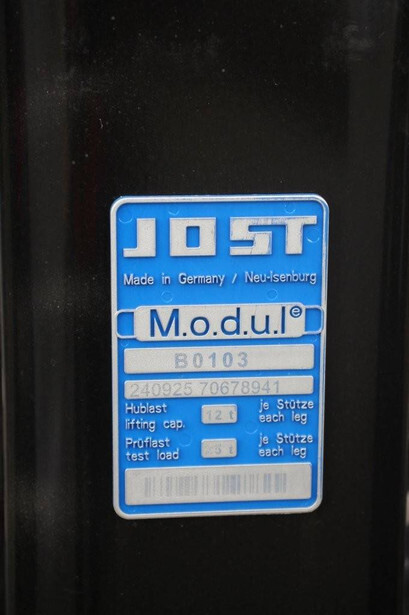 JOST
Made in Germany / Neu-Isenburg
M.o.d.u.l e
B0103
240925 70678941
Hublast 12 t je Stütze
lifting cap. each leg
Prüflast 25 t je Stütze
test load each leg